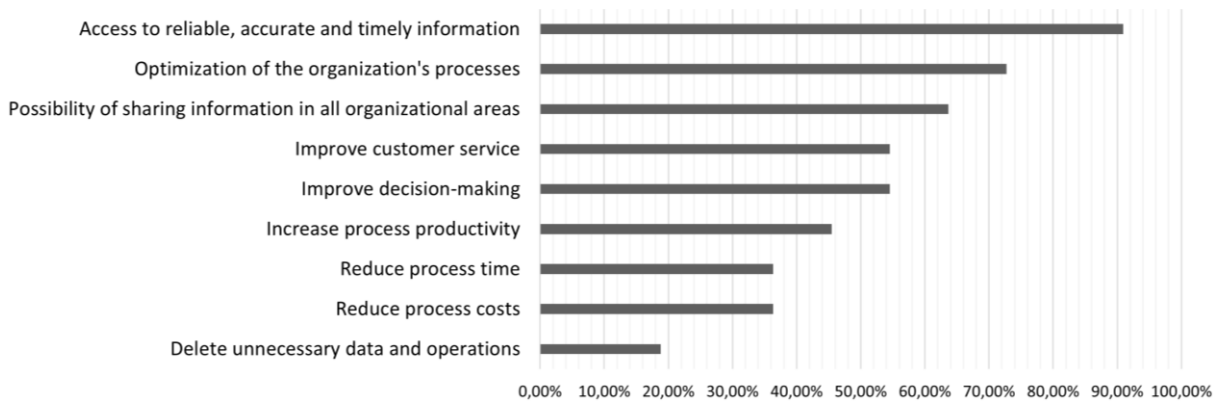 Access to reliable, accurate and timely information
Optimization of the organization's processes
Possibility of sharing information in all organizational areas
Improve customer service
Improve decision-making
Increase process productivity
Reduce process time
Reduce process costs
Delete unnecessary data and operations
0,00% 10,00% 20,00% 30,00% 40,00% 50,00% 60,00% 70,00% 80,00% 90,00% 100,00%